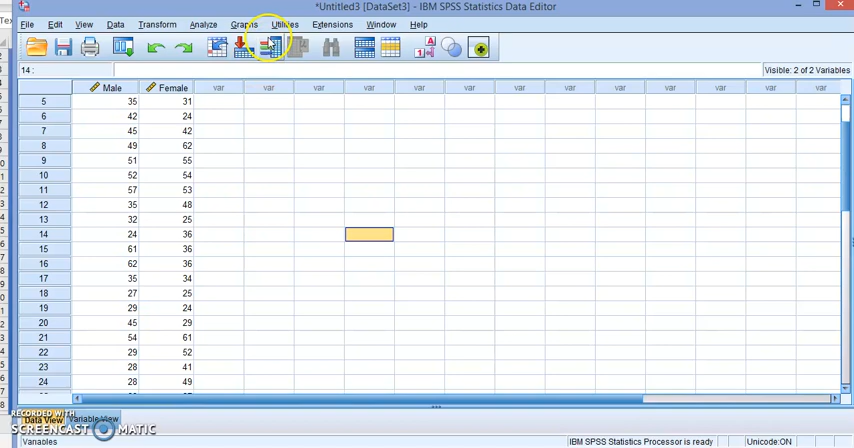 *Untitled3 [DataSet3] - IBM SPSS Statistics Data Editor
File Edit View Data Transform Analyze Graphs Utilities Extensions Window Help
14 : Visible: 2 of 2 Variables
Male Female var var var var var var var var var var var var var
5 35 31
6 42 24
7 45 42
8 49 62
9 51 55
10 52 54
11 57 53
12 35 48
13 32 25
14 24 36
15 61 36
16 62 36
17 35 34
18 27 25
19 29 24
20 45 29
21 54 61
22 29 52
23 28 41
24 28 49
RECORDED WITH
SCREENCAST MATIC
Data View Variable View
Variables IBM SPSS Statistics Processor is ready Unicode:ON